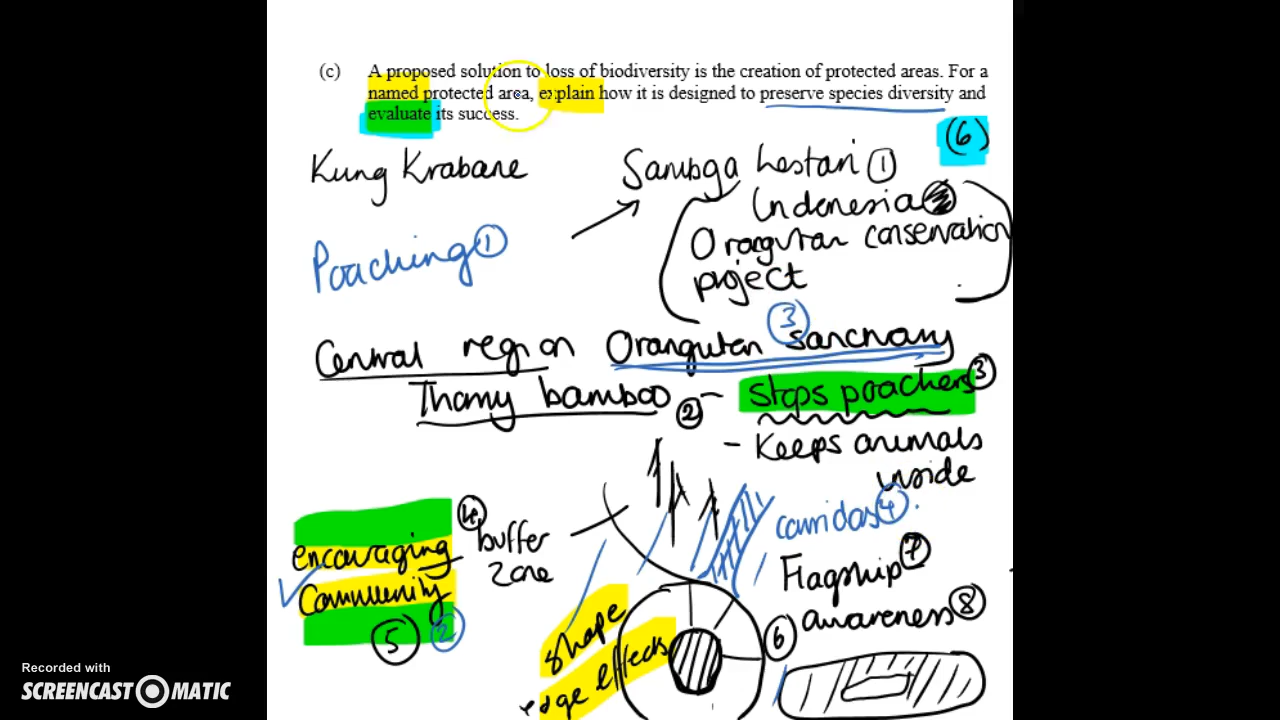 (c) A proposed solution to loss of biodiversity is the creation of protected areas. For a
named protected area, explain how it is designed to preserve species diversity and
evaluate its success.
(6)
Kung Krabane
Samboja Lestari 1
Indonesia
Orangutan conservation
project
Poaching 1
3
Central region Orangutan sanctuary
Thorny bamboo 2 - stops poachers 3
- Keeps animals
inside
corridors 4
encouraging
community
5 2
4 buffer
zone
Flagship 7
awareness 8
shape
edge effects
6
Recorded with
SCREENCAST O MATIC